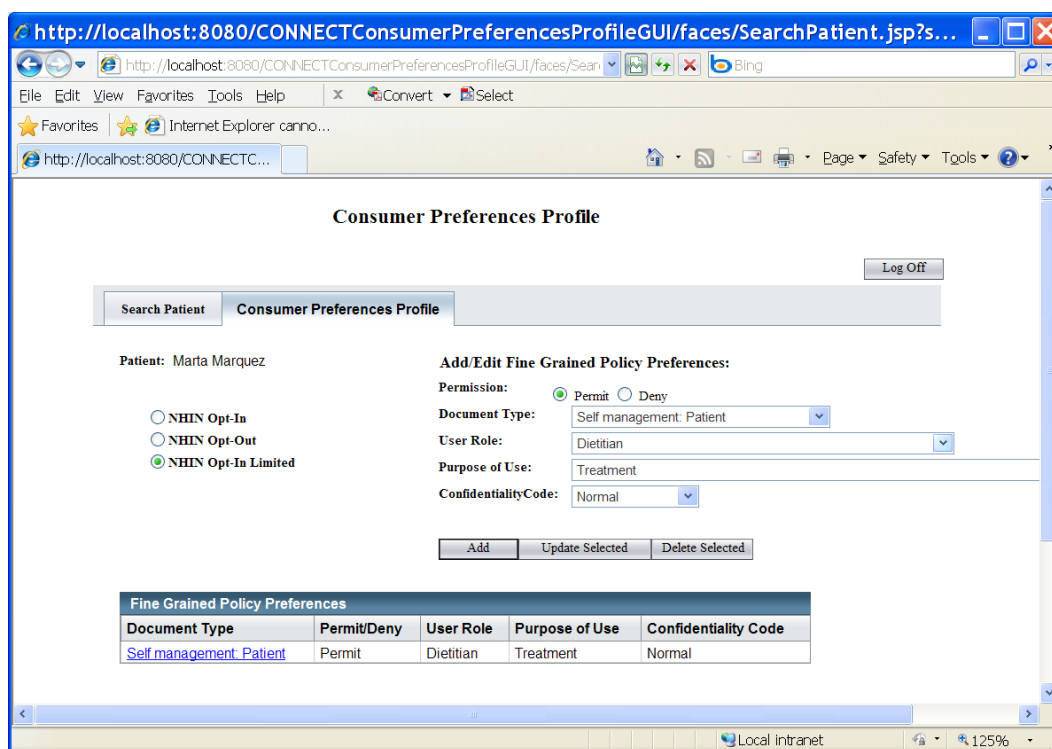 http://localhost:8080/CONNECTConsumerPreferencesProfileGUI/faces/SearchPatient.jsp?s...
http://localhost:8080/CONNECTConsumerPreferencesProfileGUI/faces/Sear
Bing
File Edit View Favorites Tools Help X Convert Select
Favorites Internet Explorer canno...
http://localhost:8080/CONNECTC... Page Safety Tools
Consumer Preferences Profile
Log Off
Search Patient Consumer Preferences Profile
Patient: Marta Marquez
NHIN Opt-In
NHIN Opt-Out
NHIN Opt-In Limited
Add/Edit Fine Grained Policy Preferences:
Permission: Permit Deny
Document Type: Self management: Patient
User Role: Dietitian
Purpose of Use: Treatment
ConfidentialityCode: Normal
Add Update Selected Delete Selected
Fine Grained Policy Preferences
Document Type Permit/Deny User Role Purpose of Use Confidentiality Code
Self management: Patient Permit Dietitian Treatment Normal
Local intranet 125%